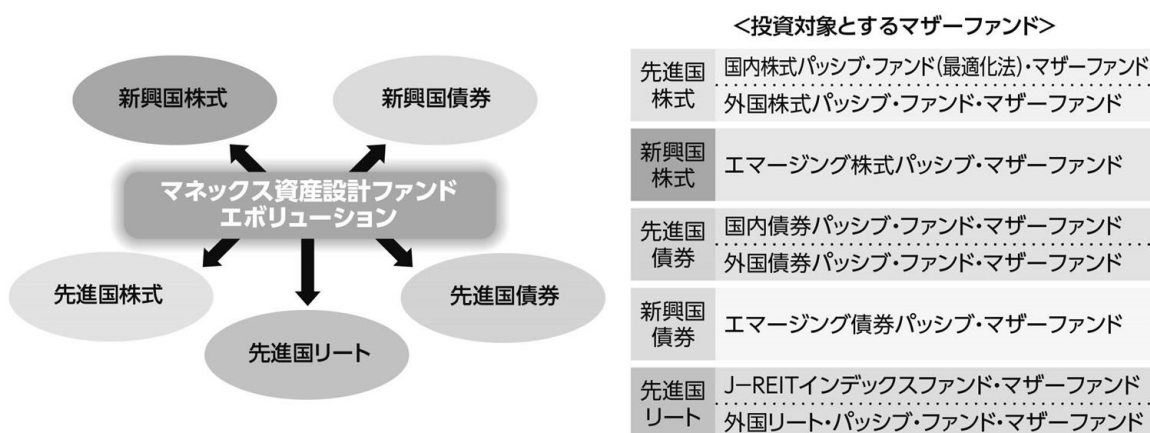 新興国株式
新興国債券
マネックス資産設計ファンド
エボリューション
先進国株式
先進国債券
先進国リート
<投資対象とするマザーファンド>
先進国
株式
国内株式パッシブ・ファンド(最適化法)・マザーファンド
外国株式パッシブ・ファンド・マザーファンド
新興国
株式
エマージング株式パッシブ・マザーファンド
先進国
債券
国内債券パッシブ・ファンド・マザーファンド
外国債券パッシブ・ファンド・マザーファンド
新興国
債券
エマージング債券パッシブ・マザーファンド
先進国
リート
J-REITインデックスファンド・マザーファンド
外国リート・パッシブ・ファンド・マザーファンド